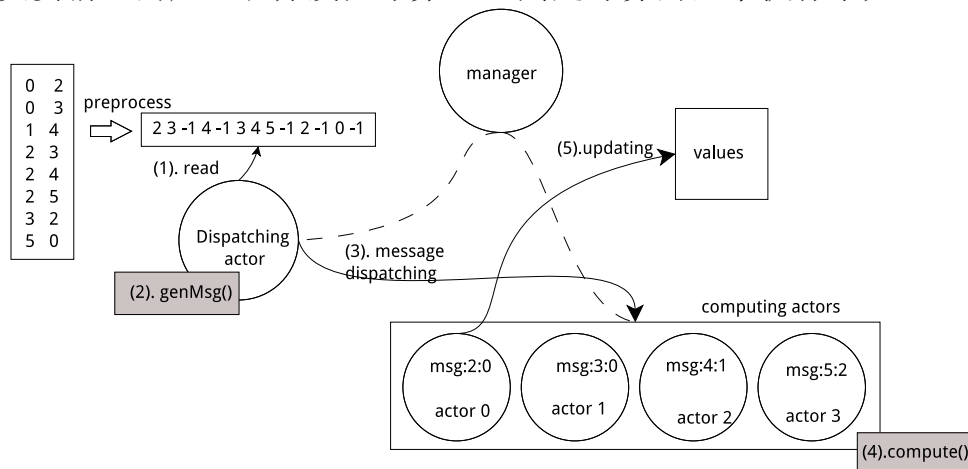 manager
0 2
0 3
1 4
2 3
2 4
2 5
3 2
5 0
preprocess
2 3 -1 4 -1 3 4 5 -1 2 -1 0 -1
(1). read
Dispatching
actor
(2). genMsg()
(3). message
dispatching
(5).updating
values
computing actors
msg:2:0
actor 0
msg:3:0
actor 1
msg:4:1
actor 2
msg:5:2
actor 3
(4).compute()